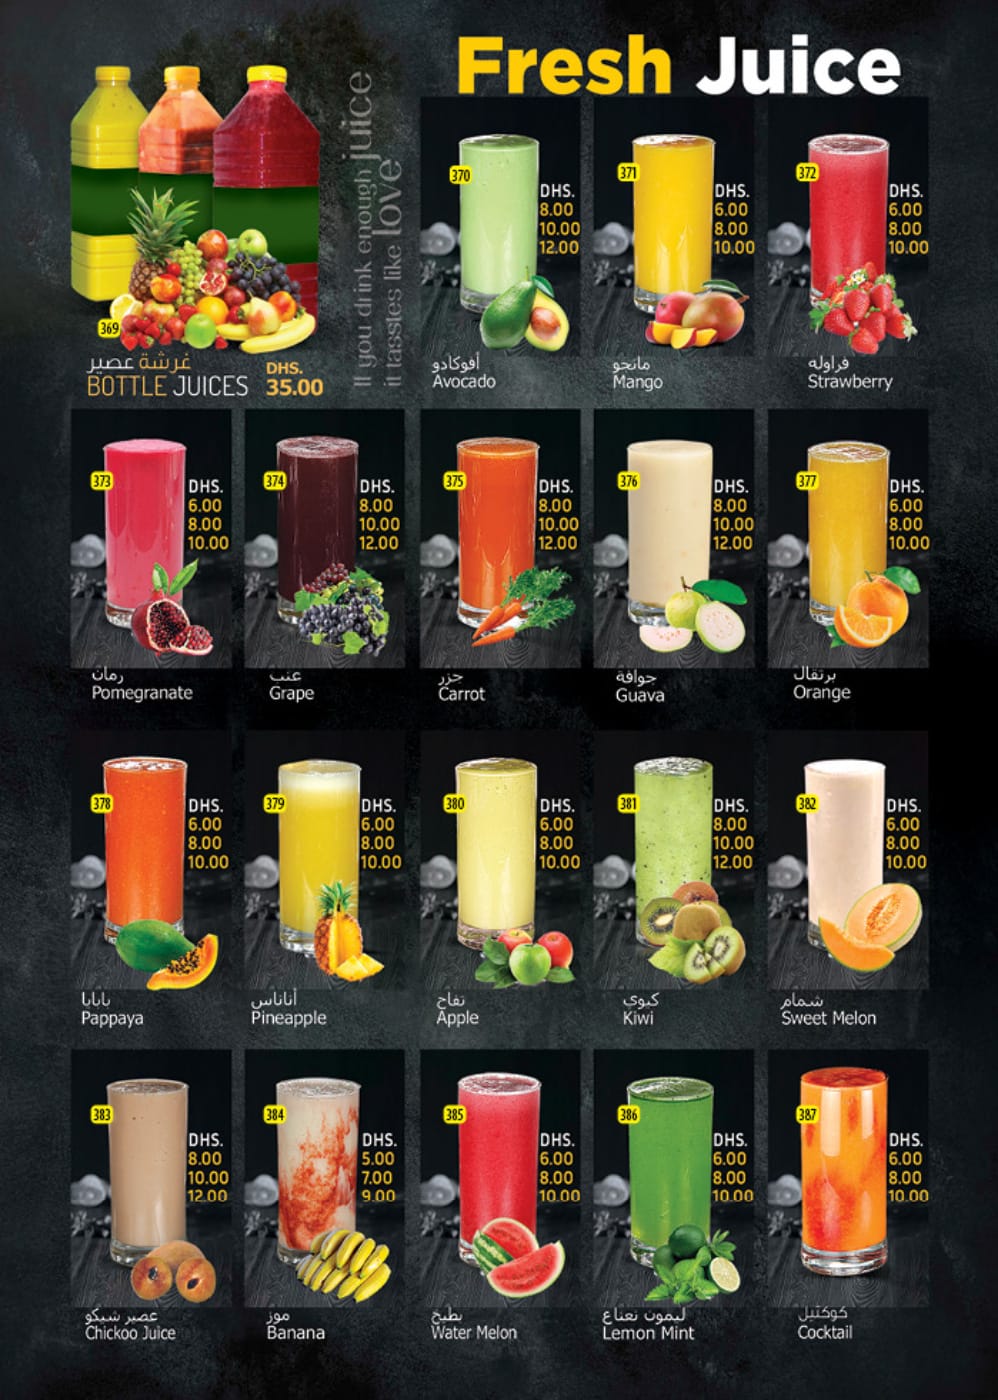 Fresh Juice
If you drink enough juice
it tassies like love
369
غرشة عصير
BOTTLE JUICES
DHS.
35.00
370
DHS.
8.00
10.00
12.00
أفوكادو
Avocado
371
DHS.
6.00
8.00
10.00
مانجو
Mango
372
DHS.
6.00
8.00
10.00
فراوله
Strawberry
373
DHS.
6.00
8.00
10.00
رمان
Pomegranate
374
DHS.
8.00
10.00
12.00
عنب
Grape
375
DHS.
8.00
10.00
12.00
جزر
Carrot
376
DHS.
8.00
10.00
12.00
جوافة
Guava
377
DHS.
6.00
8.00
10.00
برتقال
Orange
378
DHS.
6.00
8.00
10.00
بابايا
Pappaya
379
DHS.
6.00
8.00
10.00
أناناس
Pineapple
380
DHS.
6.00
8.00
10.00
تفاح
Apple
381
DHS.
8.00
10.00
12.00
كيوي
Kiwi
382
DHS.
6.00
8.00
10.00
شمام
Sweet Melon
383
DHS.
8.00
10.00
12.00
عصير شيكو
Chickoo Juice
384
DHS.
5.00
7.00
9.00
موز
Banana
385
DHS.
6.00
8.00
10.00
بطيخ
Water Melon
386
DHS.
6.00
8.00
10.00
ليمون نعناع
Lemon Mint
387
DHS.
6.00
8.00
10.00
كوكتيل
Cocktail